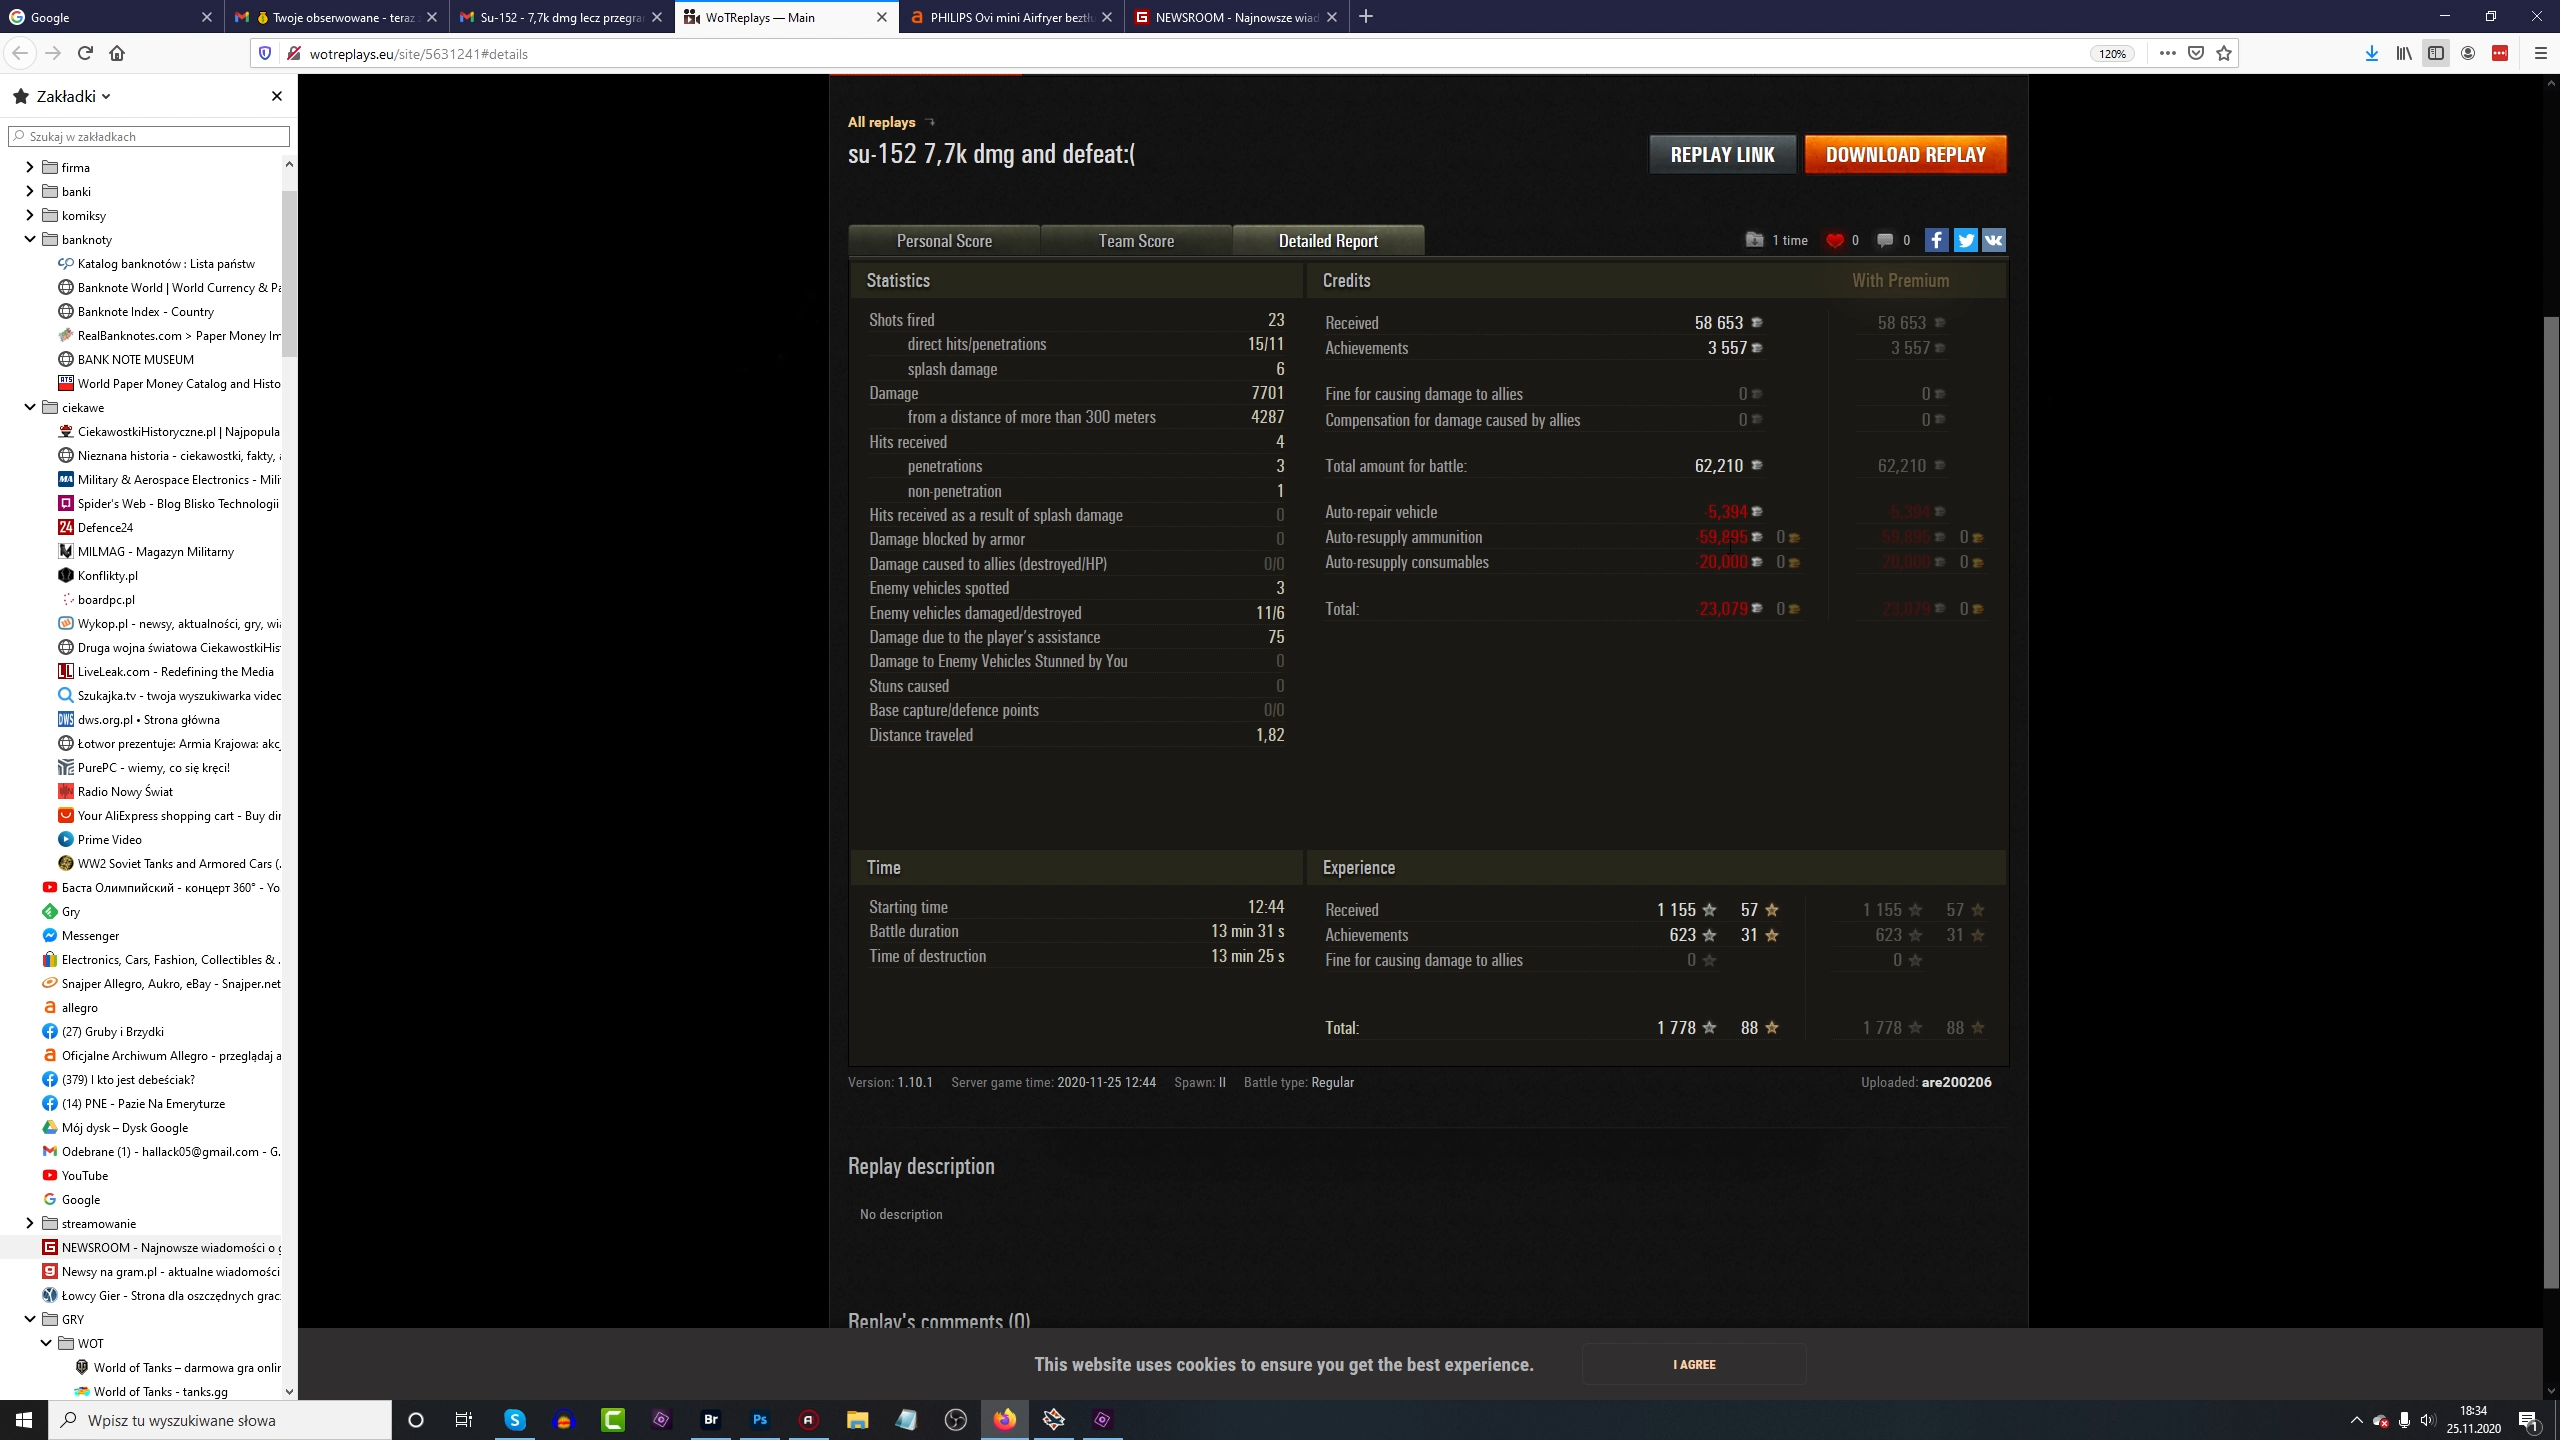 Google
Twoje obserwowane - teraz
Su-152 - 7,7k dmg lecz przegra
WoTReplays — Main
PHILIPS Ovi mini Airfryer beztłu
NEWSROOM - Najnowsze wiad
wotreplays.eu/site/5631241#details
120%
Zakładki
Szukaj w zakładkach
firma
banki
komiksy
banknoty
Katalog banknotów : Lista państw
Banknote World | World Currency & Pa
Banknote Index - Country
RealBanknotes.com > Paper Money Im
BANK NOTE MUSEUM
World Paper Money Catalog and Histo
ciekawe
CiekawostkiHistoryczne.pl | Najpopula
Nieznana historia - ciekawostki, fakty, a
Military & Aerospace Electronics - Mili
Spider's Web - Blog Blisko Technologii
Defence24
MILMAG - Magazyn Militarny
Konflikty.pl
boardpc.pl
Wykop.pl - newsy, aktualności, gry, wia
Druga wojna światowa CiekawostkiHis
LiveLeak.com - Redefining the Media
Szukajka.tv - twoja wyszukiwarka videc
dws.org.pl • Strona główna
Łotwor prezentuje: Armia Krajowa: akc
PurePC - wiemy, co się kręci!
Radio Nowy Świat
Your AliExpress shopping cart - Buy dir
Prime Video
WW2 Soviet Tanks and Armored Cars (.
Баста Олимпийский - концерт 360° - Yo
Gry
Messenger
Electronics, Cars, Fashion, Collectibles & .
Snajper Allegro, Aukro, eBay - Snajper.net
allegro
(27) Gruby i Brzydki
Oficjalne Archiwum Allegro - przeglądaj a
(379) I kto jest debeściak?
(14) PNE - Pazie Na Emeryturze
Mój dysk – Dysk Google
Odebrane (1) - hallack05@gmail.com - G.
YouTube
Google
streamowanie
NEWSROOM - Najnowsze wiadomości o g
Newsy na gram.pl - aktualne wiadomości
Łowcy Gier - Strona dla oszczędnych grac
GRY
WOT
World of Tanks – darmowa gra onlin
World of Tanks - tanks.gg
All replays
su-152 7,7k dmg and defeat:(
REPLAY LINK
DOWNLOAD REPLAY
Personal Score
Team Score
Detailed Report
1 time 0 0
Statistics
Shots fired 23
direct hits/penetrations 15/11
splash damage 6
Damage 7701
from a distance of more than 300 meters 4287
Hits received 4
penetrations 3
non-penetration 1
Hits received as a result of splash damage 0
Damage blocked by armor 0
Damage caused to allies (destroyed/HP) 0/0
Enemy vehicles spotted 3
Enemy vehicles damaged/destroyed 11/6
Damage due to the player's assistance 75
Damage to Enemy Vehicles Stunned by You 0
Stuns caused 0
Base capture/defence points 0/0
Distance traveled 1,82
Credits With Premium
Received 58 653 58 653
Achievements 3 557 3 557
Fine for causing damage to allies 0 0
Compensation for damage caused by allies 0 0
Total amount for battle: 62,210 62,210
Auto-repair vehicle -5,394 -5,394
Auto-resupply ammunition -59,895 0 -59,895 0
Auto-resupply consumables -20,000 0 -20,000 0
Total: -23,079 0 -23,079 0
Time
Starting time 12:44
Battle duration 13 min 31 s
Time of destruction 13 min 25 s
Experience
Received 1 155 57 1 155 57
Achievements 623 31 623 31
Fine for causing damage to allies 0 0
Total: 1 778 88 1 778 88
Version: 1.10.1 Server game time: 2020-11-25 12:44 Spawn: II Battle type: Regular Uploaded: are200206
Replay description
No description
Replay's comments (0)
This website uses cookies to ensure you get the best experience.
I AGREE
Wpisz tu wyszukiwane słowa
Br
Ps
18:34
25.11.2020